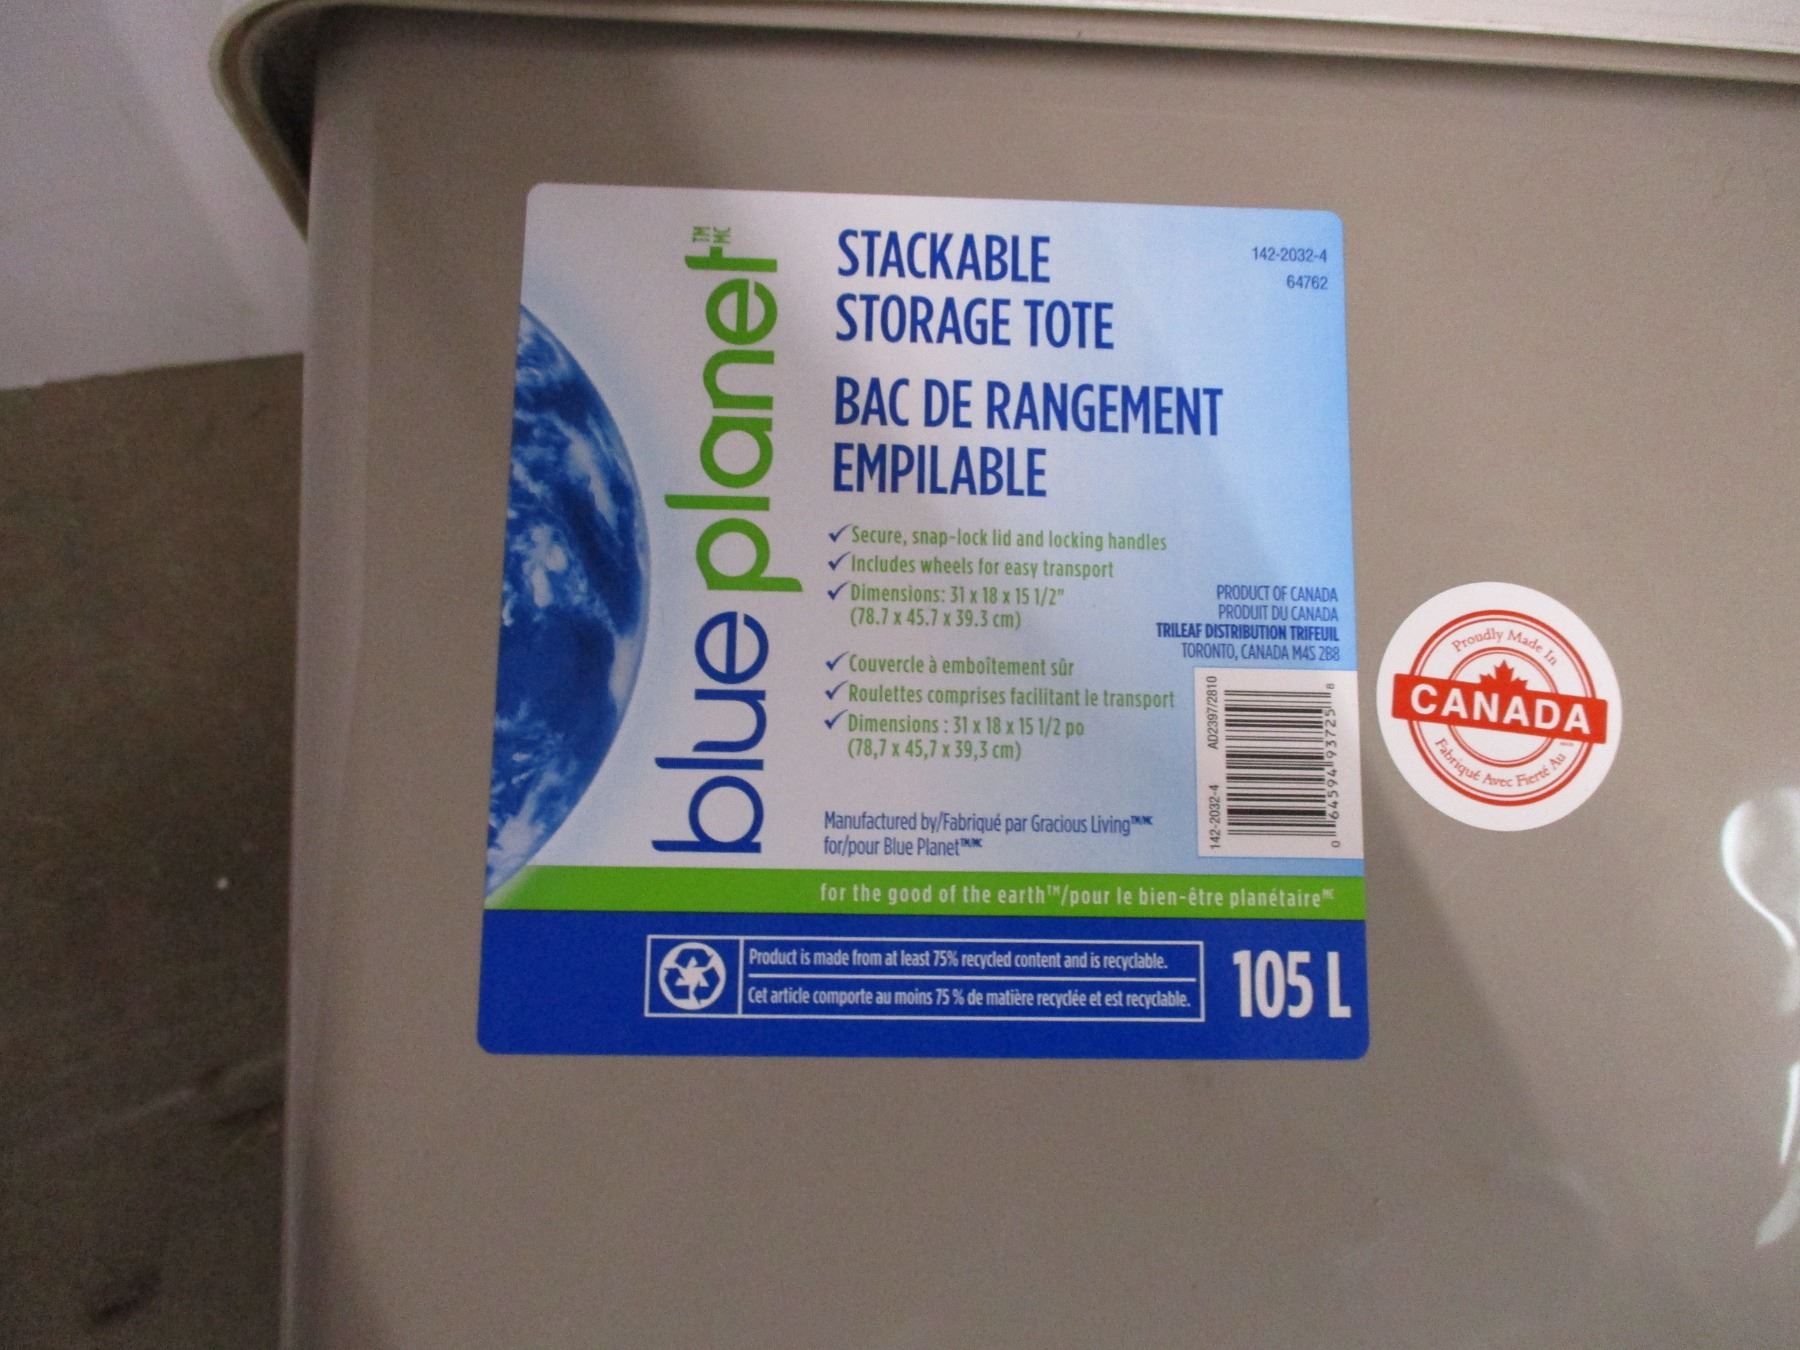 blue planet™ MC
STACKABLE
STORAGE TOTE
BAC DE RANGEMENT
EMPILABLE
142-2032-4
64762
✓ Secure, snap-lock lid and locking handles
✓ Includes wheels for easy transport
✓ Dimensions: 31 x 18 x 15 1/2"
(78.7 x 45.7 x 39.3 cm)
✓ Couvercle à emboîtement sûr
✓ Roulettes comprises facilitant le transport
✓ Dimensions : 31 x 18 x 15 1/2 po
(78,7 x 45,7 x 39,3 cm)
PRODUCT OF CANADA
PRODUIT DU CANADA
TRILEAF DISTRIBUTION TRIFEUIL
TORONTO, CANADA M4S 2B8
142-2032-4 AD2397/2810
0 64594 93725 8
Manufactured by/Fabriqué par Gracious Living™/MC
for/pour Blue Planet™/MC
for the good of the earth™/pour le bien-être planétaire MC
Product is made from at least 75% recycled content and is recyclable.
Cet article comporte au moins 75 % de matière recyclée et est recyclable.
105 L
Proudly Made In
CANADA
Fabriqué Avec Fierté Au